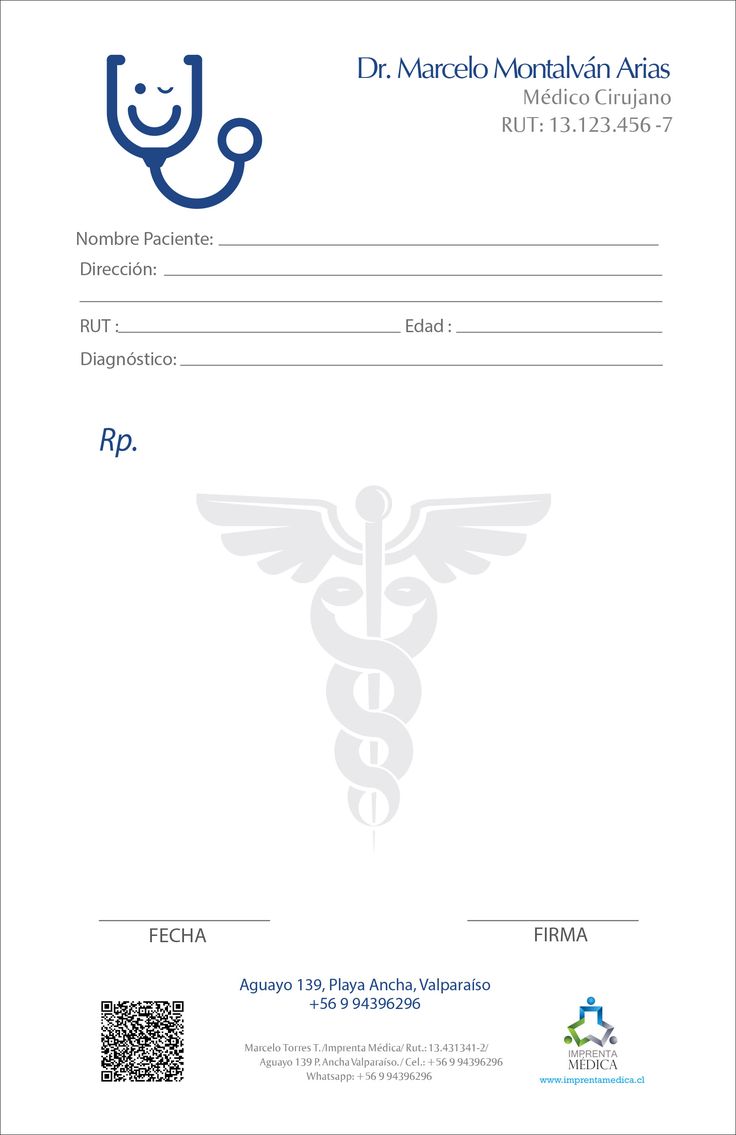 Dr. Marcelo Montalván Arias
Médico Cirujano
RUT: 13.123.456 -7
Nombre Paciente:
Dirección:
RUT : Edad :
Diagnóstico:
Rp.
FECHA FIRMA
Aguayo 139, Playa Ancha, Valparaíso
+56 9 94396296
Marcelo Torres T./Imprenta Médica/ Rut.: 13.431341-2/
Aguayo 139 P. Ancha Valparaíso./ Cel.: +56 9 94396296
Whatsapp: +56 9 94396296
IMPRENTA
MÉDICA
www.imprentamedica.cl